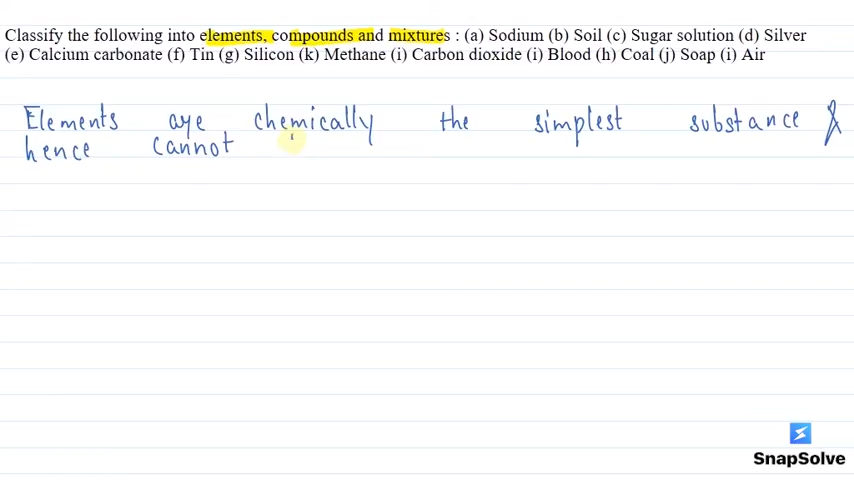 Classify the following into elements, compounds and mixtures : (a) Sodium (b) Soil (c) Sugar solution (d) Silver
(e) Calcium carbonate (f) Tin (g) Silicon (k) Methane (i) Carbon dioxide (i) Blood (h) Coal (j) Soap (i) Air
Elements are chemically the simplest substance &
hence cannot
SnapSolve